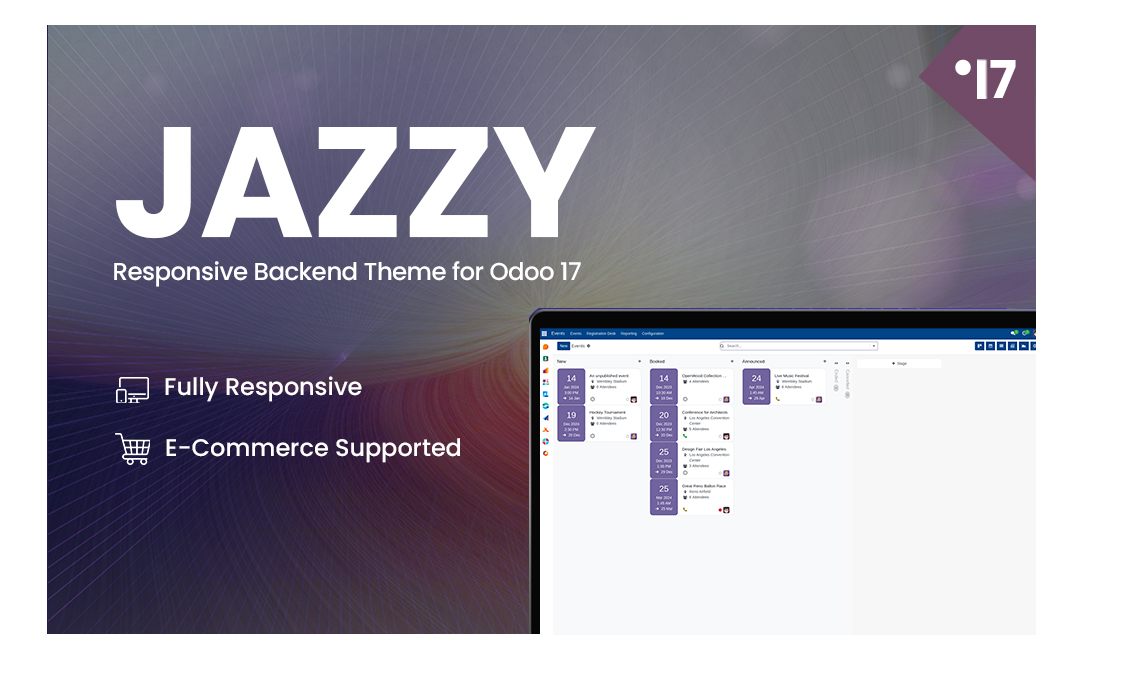 17
JAZZY
Responsive Backend Theme for Odoo 17
Fully Responsive
E-Commerce Supported
Events Events Registration Desk Reporting Configuration
New Events
Search...
New
Booked
Announced
Stage
14
Jan 2024
3:00 PM
14 Jan
An unpublished event
Wembley Stadium
0 Attendees
19
Dec 2023
2:30 PM
20 Dec
Hockey Tournament
Wembley Stadium
0 Attendees
14
Dec 2023
10:30 AM
15 Dec
OpenWood Collection ...
4 Attendees
20
Dec 2023
12:30 PM
20 Dec
Conference for Architects
Los Angeles Convention
Center
5 Attendees
25
Dec 2023
1:30 PM
29 Dec
Design Fair Los Angeles
Los Angeles Convention
Center
3 Attendees
25
Mar 2024
1:45 AM
25 Mar
Great Reno Ballon Race
Reno Airfield
6 Attendees
24
Apr 2024
1:45 AM
28 Apr
Live Music Festival
Wembley Stadium
6 Attendees
Ended
Cancelled